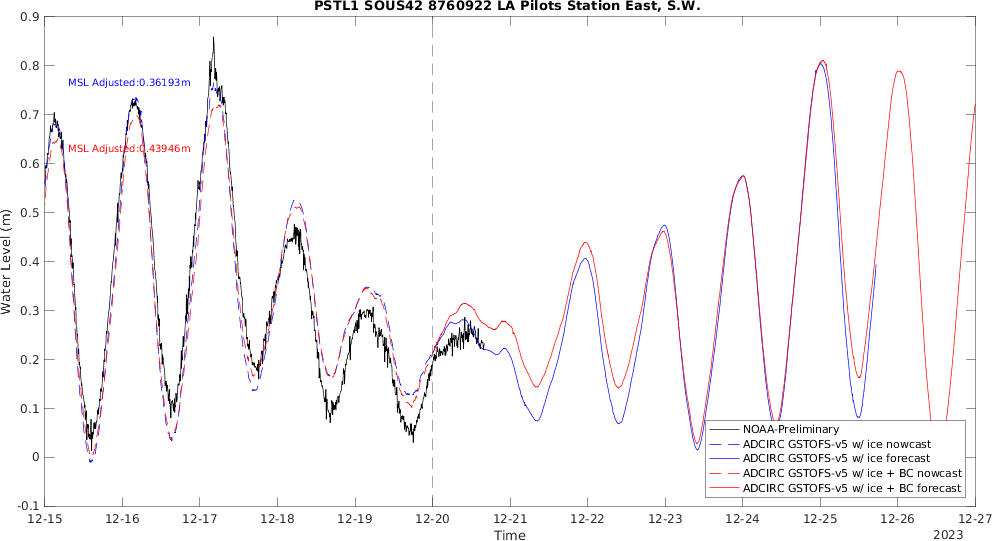 PSTL1 SOUS42 8760922 LA Pilots Station East, S.W.
0.9
0.8
0.7
0.6
0.5
0.4
0.3
0.2
0.1
0
-0.1
Water Level (m)
MSL Adjusted:0.36193m
MSL Adjusted:0.43946m
NOAA-Preliminary
ADCIRC GSTOFS-v5 w/ ice nowcast
ADCIRC GSTOFS-v5 w/ ice forecast
ADCIRC GSTOFS-v5 w/ ice + BC nowcast
ADCIRC GSTOFS-v5 w/ ice + BC forecast
12-15 12-16 12-17 12-18 12-19 12-20 12-21 12-22 12-23 12-24 12-25 12-26 12-27
Time
2023